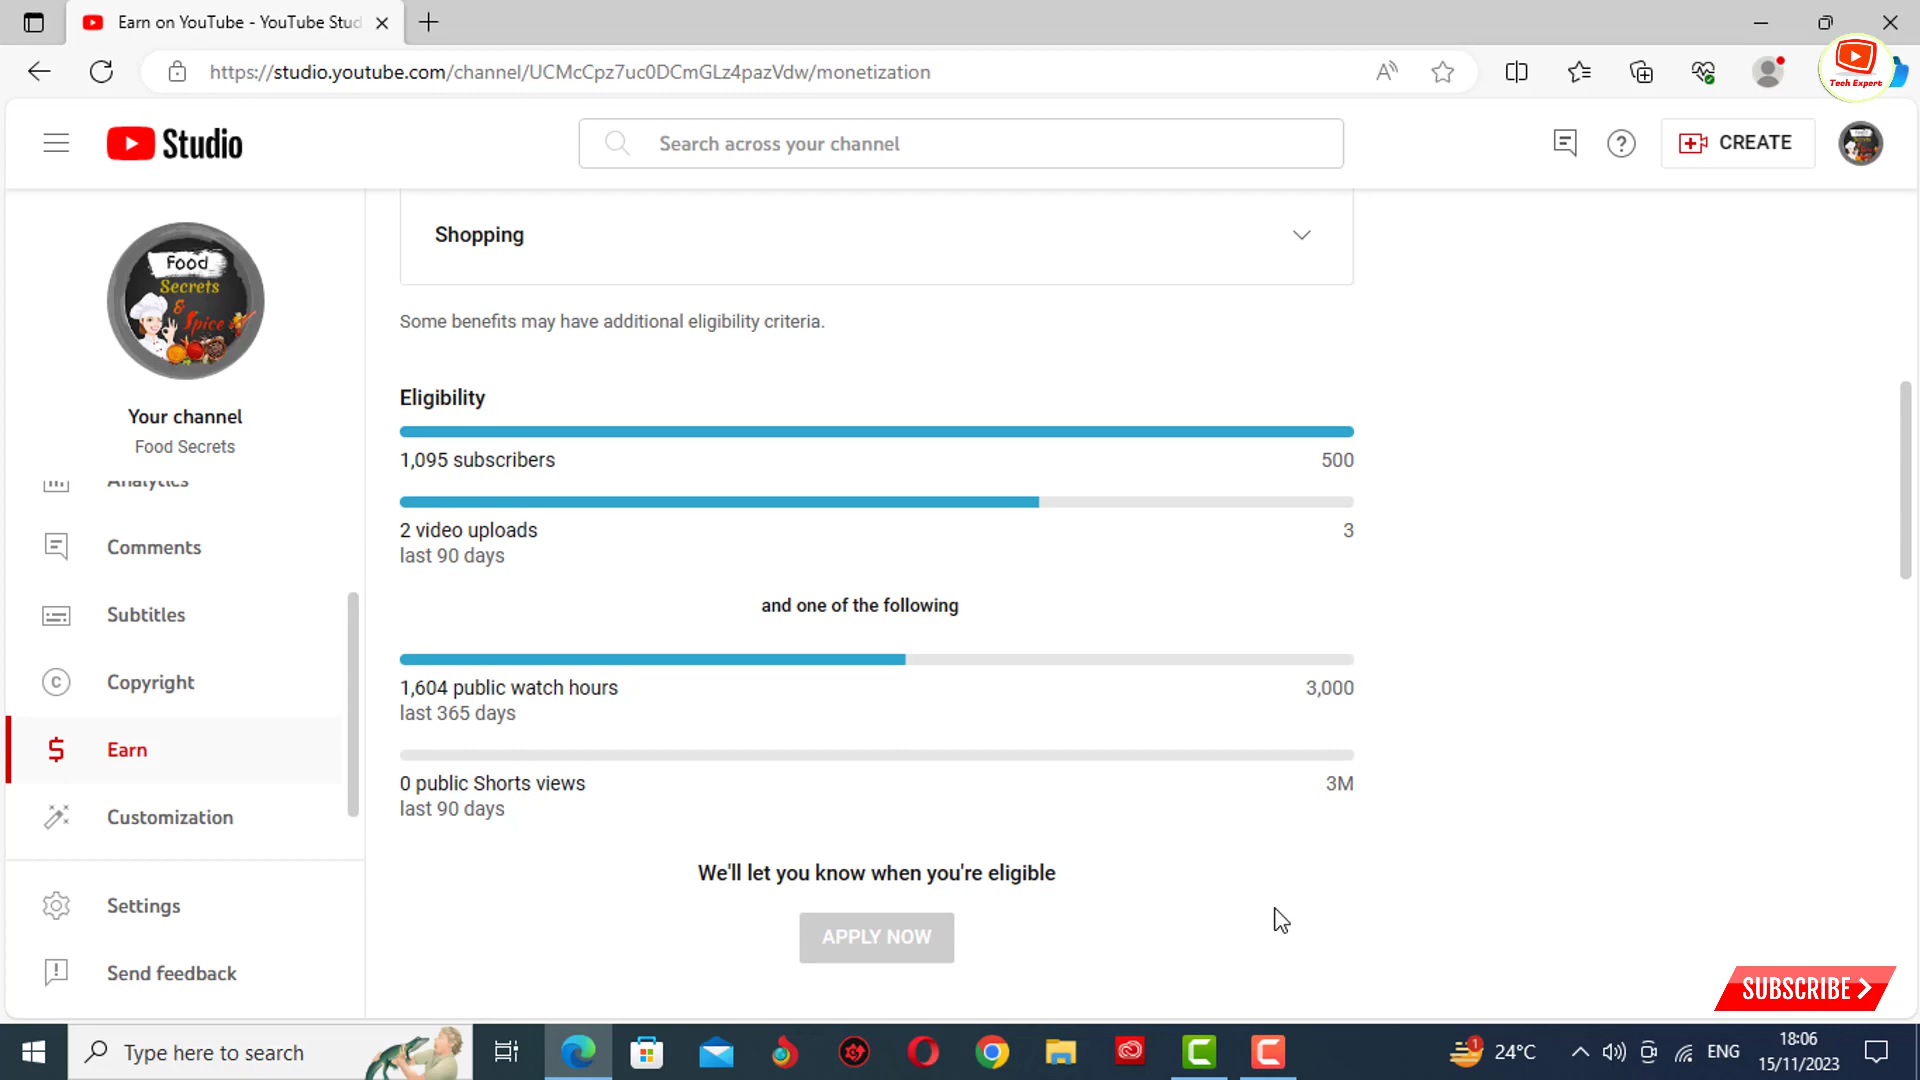 Earn on YouTube - YouTube Stud
https://studio.youtube.com/channel/UCMcCpz7uc0DCmGLz4pazVdw/monetization
Tech Expert
Studio
Search across your channel
CREATE
Food
Secrets
&
Spice
Your channel
Food Secrets
Analytics
Comments
Subtitles
Copyright
Earn
Customization
Settings
Send feedback
Shopping
Some benefits may have additional eligibility criteria.
Eligibility
1,095 subscribers 500
2 video uploads 3
last 90 days
and one of the following
1,604 public watch hours 3,000
last 365 days
0 public Shorts views 3M
last 90 days
We'll let you know when you're eligible
APPLY NOW
SUBSCRIBE
Type here to search
1
24°C
ENG
18:06
15/11/2023